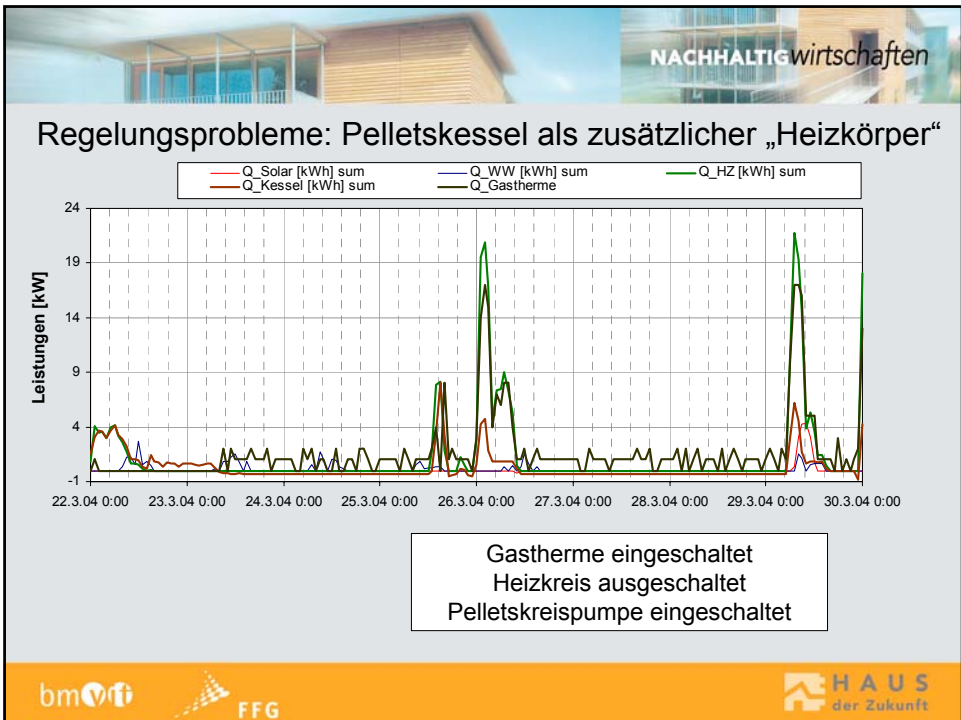 NACHHALTIGwirtschaften
Regelungsprobleme: Pelletskessel als zusätzlicher „Heizkörper“
Q_Solar [kWh] sum Q_WW [kWh] sum Q_HZ [kWh] sum
Q_Kessel [kWh] sum Q_Gastherme
Leistungen [kW]
24
19
14
9
4
-1
22.3.04 0:00 23.3.04 0:00 24.3.04 0:00 25.3.04 0:00 26.3.04 0:00 27.3.04 0:00 28.3.04 0:00 29.3.04 0:00 30.3.04 0:00
Gastherme eingeschaltet
Heizkreis ausgeschaltet
Pelletskreispumpe eingeschaltet
bmvit FFG HAUS
der Zukunft